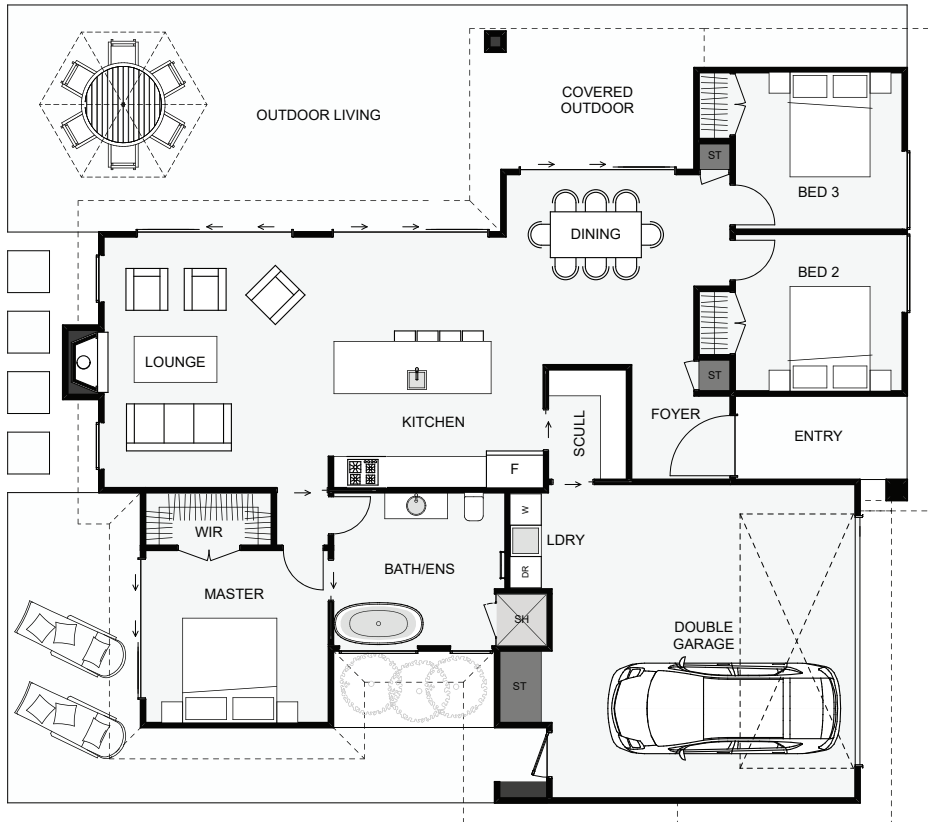 COVERED
OUTDOOR
OUTDOOR LIVING
ST
BED 3
DINING
BED 2
LOUNGE
ST
KITCHEN
SCULL
FOYER
ENTRY
F
WIR
W
LDRY
BATH/ENS
DR
MASTER
SH
DOUBLE
GARAGE
ST